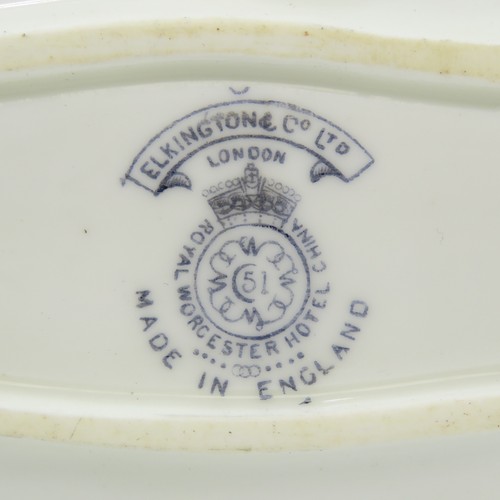 ELKINGTON & CO LTD
LONDON
ROYAL WORCESTER HOTEL CHINA
51
MADE IN ENGLAND